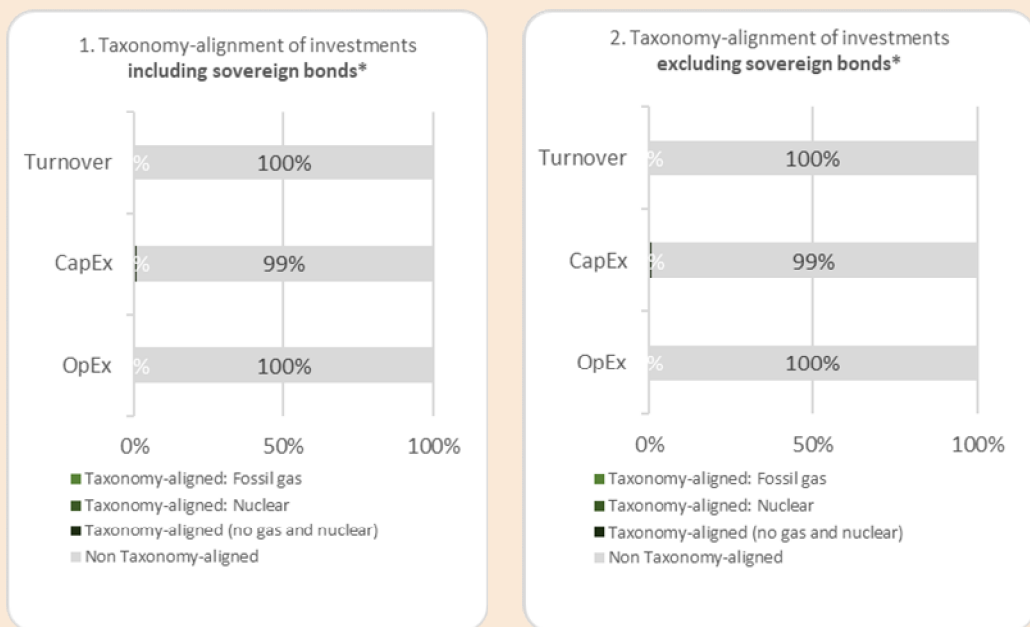 1. Taxonomy-alignment of investments
including sovereign bonds*
Turnover
%
100%
CapEx
%
99%
OpEx
%
100%
0%
50%
100%
Taxonomy-aligned: Fossil gas
Taxonomy-aligned: Nuclear
Taxonomy-aligned (no gas and nuclear)
Non Taxonomy-aligned
2. Taxonomy-alignment of investments
excluding sovereign bonds*
Turnover
%
100%
CapEx
%
99%
OpEx
%
100%
0%
50%
100%
Taxonomy-aligned: Fossil gas
Taxonomy-aligned: Nuclear
Taxonomy-aligned (no gas and nuclear)
Non Taxonomy-aligned